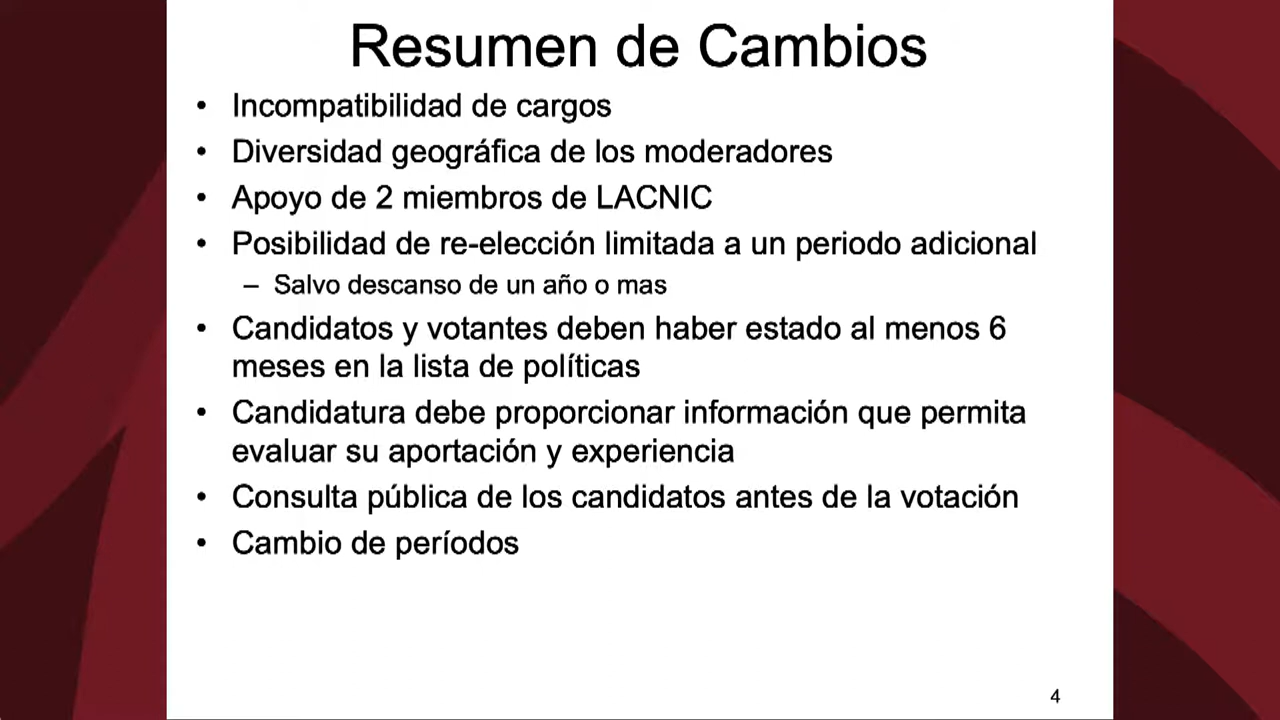 Resumen de Cambios
• Incompatibilidad de cargos
• Diversidad geográfica de los moderadores
• Apoyo de 2 miembros de LACNIC
• Posibilidad de re-elección limitada a un periodo adicional
– Salvo descanso de un año o mas
• Candidatos y votantes deben haber estado al menos 6
meses en la lista de políticas
• Candidatura debe proporcionar información que permita
evaluar su aportación y experiencia
• Consulta pública de los candidatos antes de la votación
• Cambio de períodos
4